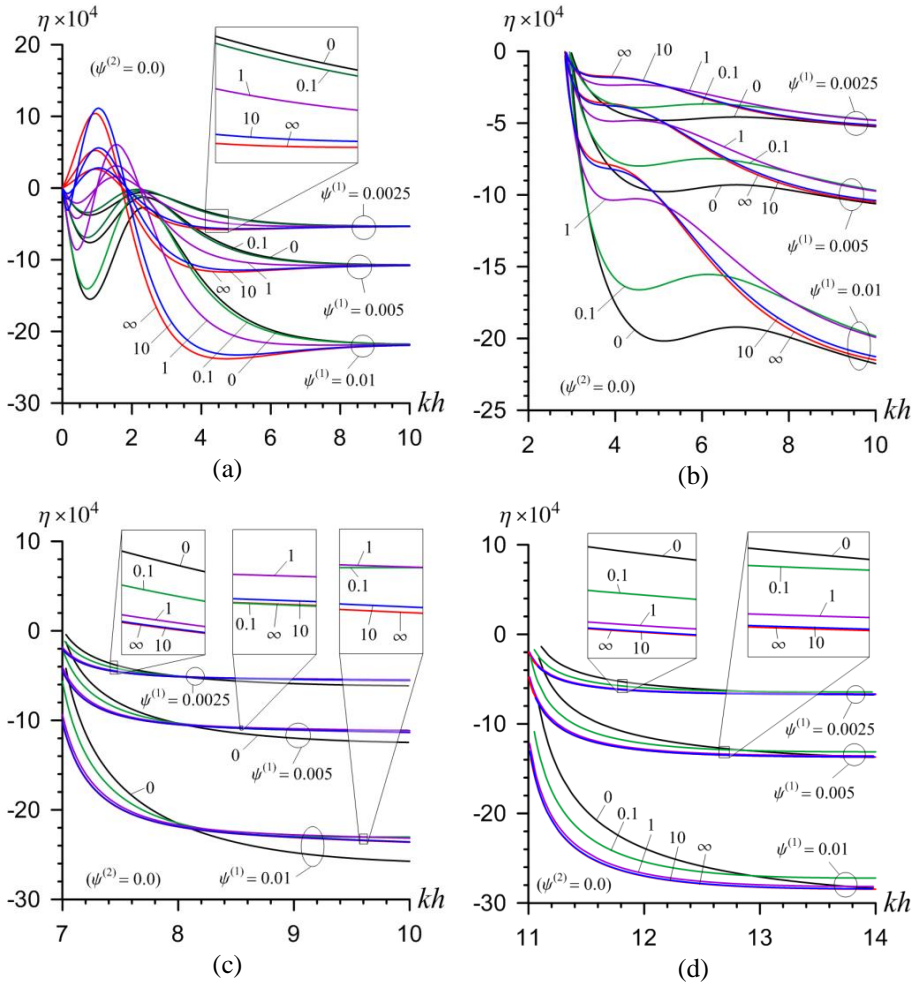 η×10⁴
20
10
0
-10
-20
-30
(ψ⁽²⁾ = 0.0)
0
0.1
1
10
∞
ψ⁽¹⁾ = 0.0025
0
0.1
1
10
∞
ψ⁽¹⁾ = 0.005
∞
10
1
0.1
0
ψ⁽¹⁾ = 0.01
0 2 4 6 8 10
kh
(a)
η×10⁴
0
-5
-10
-15
-20
-25
∞ 10 1 0.1 0
ψ⁽¹⁾ = 0.0025
1
0.1
0 ∞ 10
ψ⁽¹⁾ = 0.005
1
0.1
0
10 ∞
ψ⁽¹⁾ = 0.01
(ψ⁽²⁾ = 0.0)
2 4 6 8 10
kh
(b)
η×10⁴
10
0
-10
-20
-30
0
0.1
1
∞ 10
1
0.1 ∞ 10
1
0.1
10 ∞
ψ⁽¹⁾ = 0.0025
0
ψ⁽¹⁾ = 0.005
0
ψ⁽¹⁾ = 0.01
(ψ⁽²⁾ = 0.0)
7 8 9 10
kh
(c)
η×10⁴
10
0
-10
-20
-30
0
0.1
1
∞ 10
0
0.1
1
∞ 10
ψ⁽¹⁾ = 0.0025
ψ⁽¹⁾ = 0.005
0
0.1
1 10 ∞
ψ⁽¹⁾ = 0.01
(ψ⁽²⁾ = 0.0)
11 12 13 14
kh
(d)